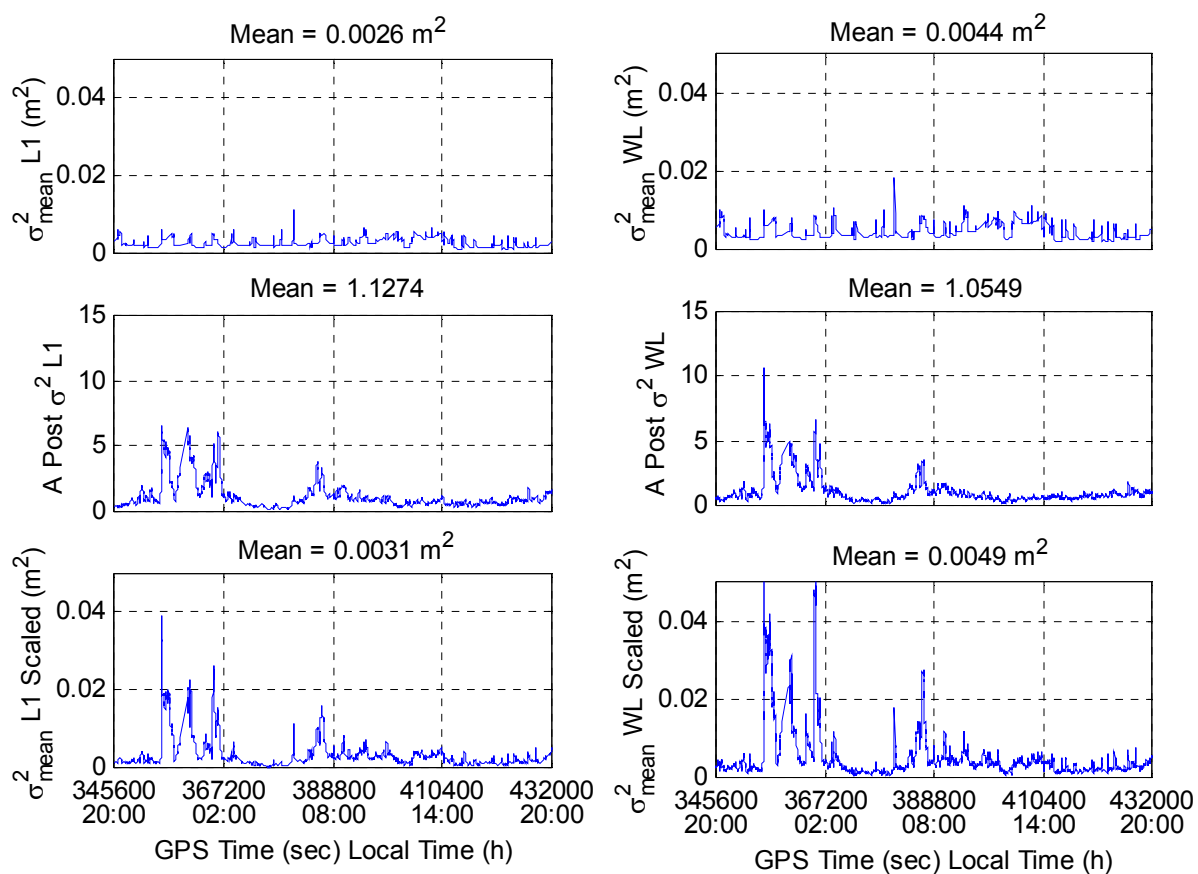 Mean = 0.0026 m²
σ²mean L1 (m²)
0.04
0.02
0
Mean = 0.0044 m²
σ²mean WL (m²)
0.04
0.02
0
Mean = 1.1274
A Post σ² L1
15
10
5
0
Mean = 1.0549
A Post σ² WL
15
10
5
0
Mean = 0.0031 m²
σ²mean L1 Scaled (m²)
0.04
0.02
0
345600 367200 388800 410400 432000
20:00 02:00 08:00 14:00 20:00
GPS Time (sec) Local Time (h)
Mean = 0.0049 m²
σ²mean WL Scaled (m²)
0.04
0.02
0
345600 367200 388800 410400 432000
20:00 02:00 08:00 14:00 20:00
GPS Time (sec) Local Time (h)